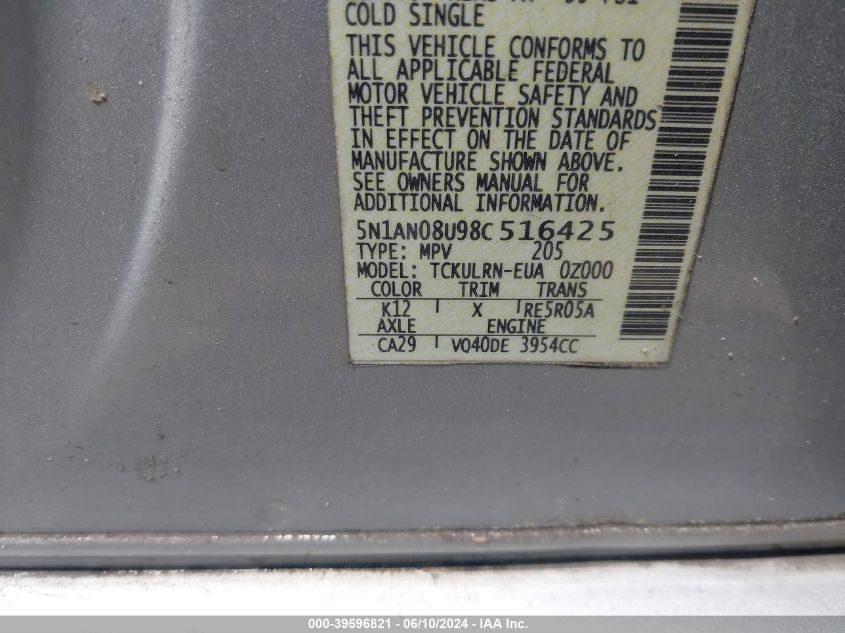 COLD SINGLE
THIS VEHICLE CONFORMS TO
ALL APPLICABLE FEDERAL
MOTOR VEHICLE SAFETY AND
THEFT PREVENTION STANDARDS
IN EFFECT ON THE DATE OF
MANUFACTURE SHOWN ABOVE.
SEE OWNERS MANUAL FOR
ADDITIONAL INFORMATION.
5N1AN08U98C516425
TYPE: MPV 205
MODEL: TCKULRN-EUA 0Z000
COLOR TRIM TRANS
K12 X RE5R05A
AXLE ENGINE
CA29 VQ40DE 3954CC
000-39596821 - 06/10/2024 - IAA Inc.